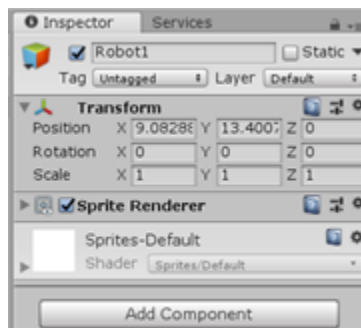 Inspector Services
Robot1 Static
Tag Untagged Layer Default
Transform
Position X 9.08288 Y 13.4007 Z 0
Rotation X 0 Y 0 Z 0
Scale X 1 Y 1 Z 1
Sprite Renderer
Sprites-Default
Shader Sprites/Default
Add Component